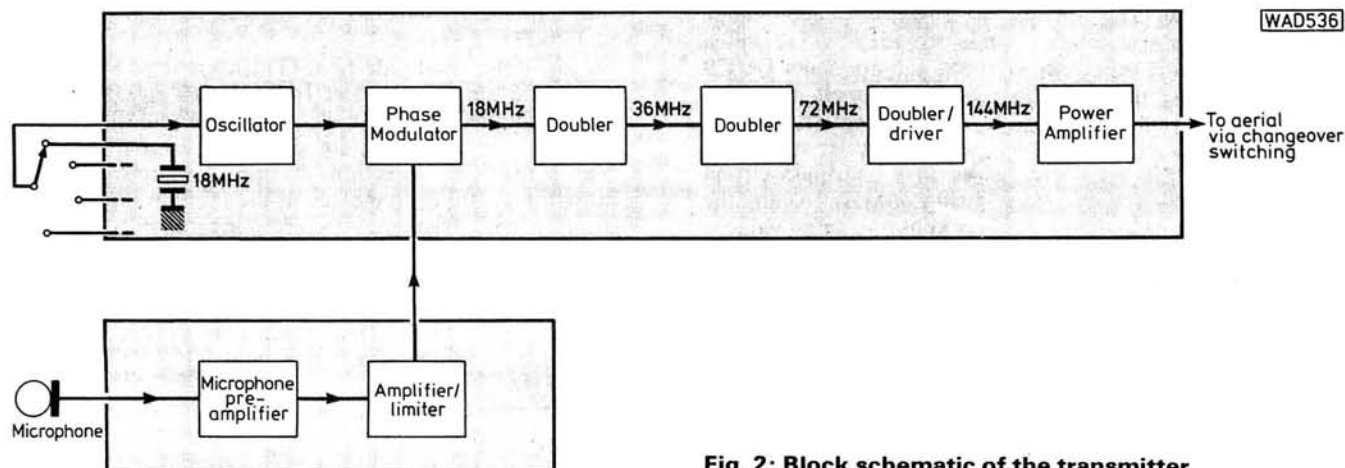 WAD536
Oscillator
Phase
Modulator
18MHz
Doubler
36MHz
Doubler
72MHz
Doubler/
driver
144MHz
Power
Amplifier
To aerial
via changeover
switching
18MHz
Microphone
Microphone
pre-
amplifier
Amplifier/
limiter
Fig. 2: Block schematic of the transmitter